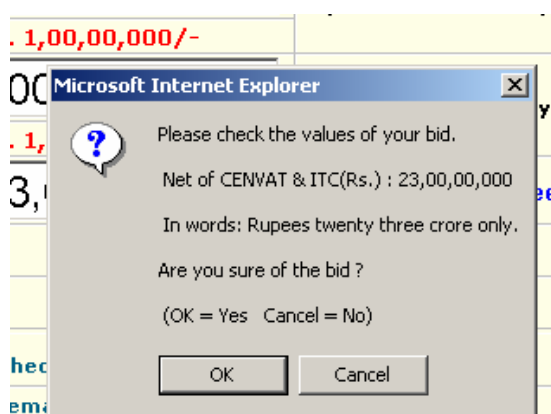 . 1,00,00,000/-
Microsoft Internet Explorer
. 1,
Please check the values of your bid.
Net of CENVAT & ITC(Rs.) : 23,00,00,000
3,
In words: Rupees twenty three crore only.
Are you sure of the bid ?
(OK = Yes Cancel = No)
OK Cancel